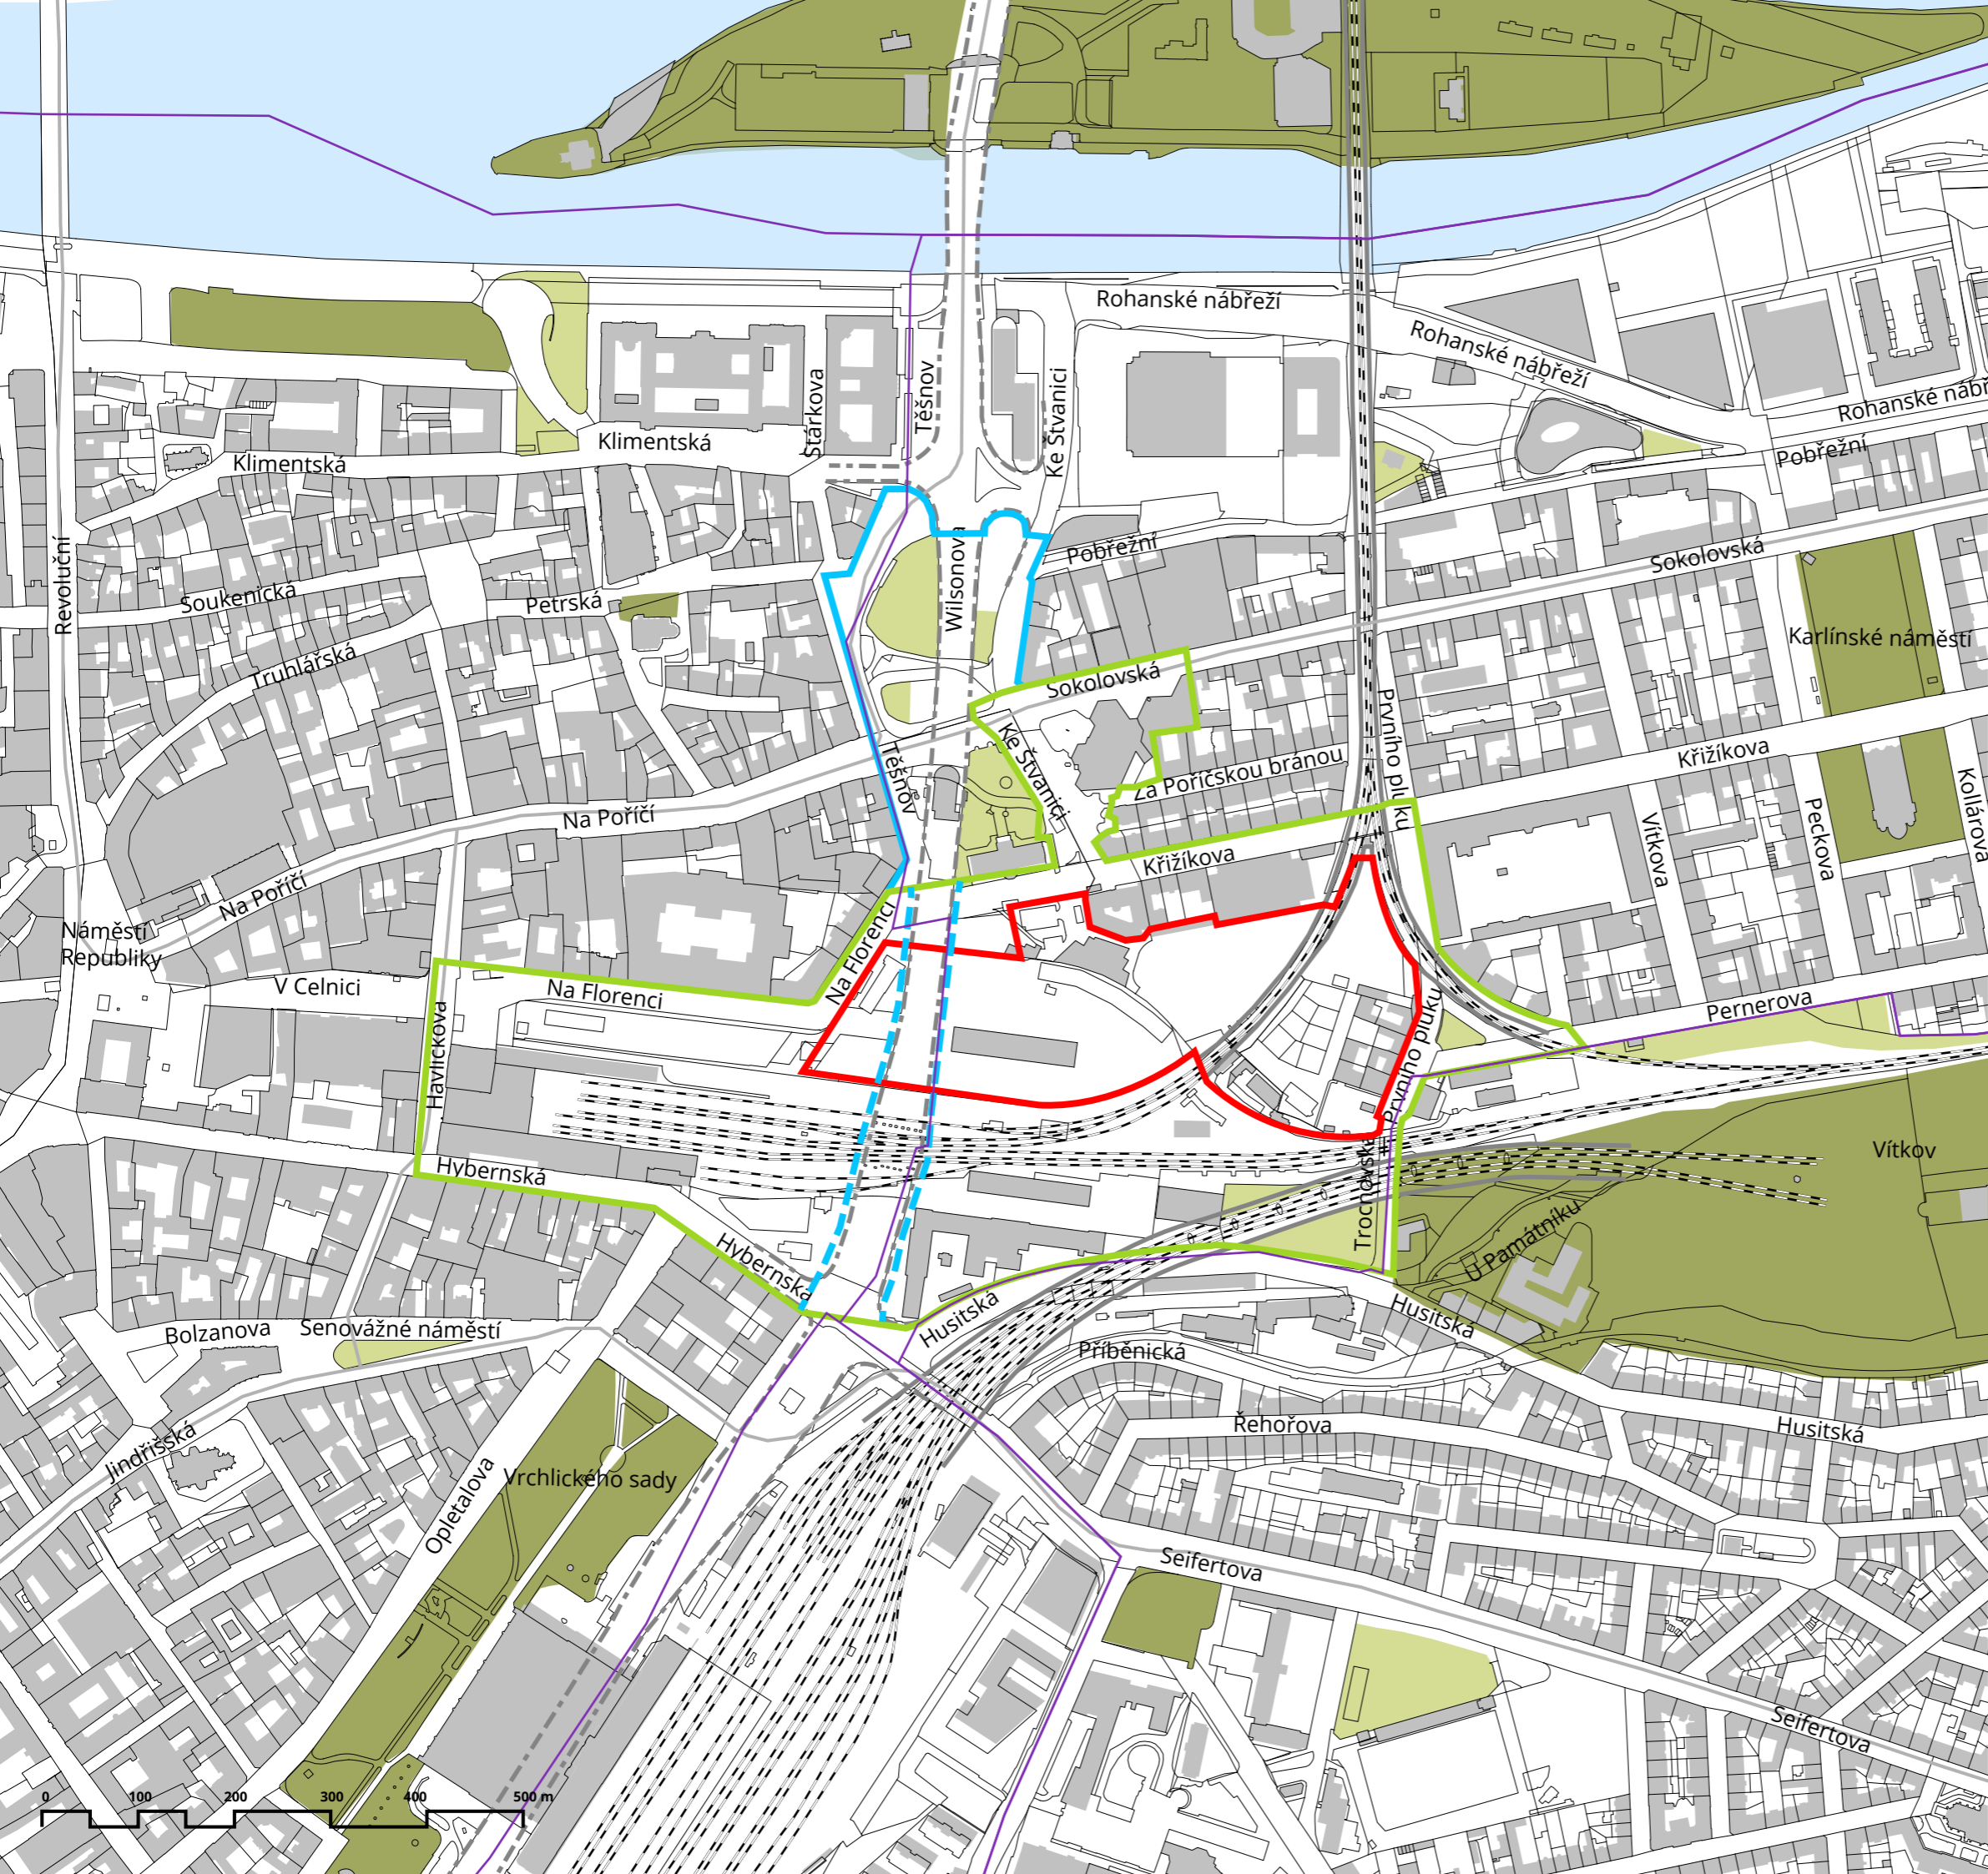 Rohanské nábřeží
Rohanské nábřeží
Rohanské nábř
Těšnov
Stárkova
Ke Štvanici
Klimentská
Klimentská
Pobřežní
Pobřežní
Wilsonova
Sokolovská
Revoluční
Soukenická
Petrská
Karlínské náměstí
Truhlářská
Sokolovská
Prvního pluku
Ke Štvanici
Těšnov
Za Poříčskou bránou
Křižíkova
Kollárova
Na Poříčí
Vítkova
Peckova
Křižíkova
Na Poříčí
Náměstí
Republiky
Na Florenci
V Celnici
Na Florenci
Pernerova
Havlíčkova
Prvního pluku
Vítkov
Hybernská
Trocnovská
U Památníku
Hybernská
Husitská
Husitská
Bolzanova
Senovážné náměstí
Příběnická
Řehořova
Husitská
Jindřišská
Vrchlického sady
Opletalova
Seifertova
Seifertova
0 100 200 300 400 500 m